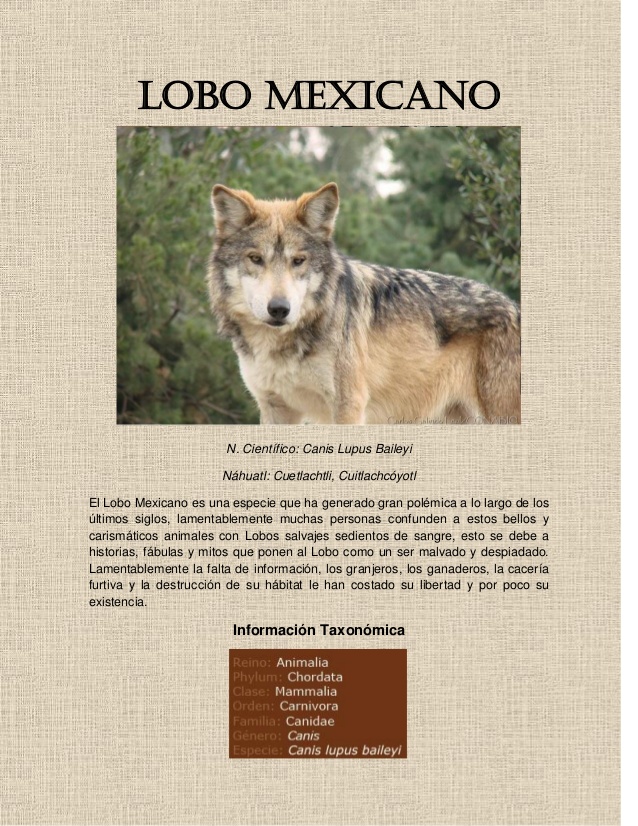 LOBO MEXICANO
N. Científico: Canis Lupus Baileyi
Náhuatl: Cuetlachtli, Cuitlachcóyotl
El Lobo Mexicano es una especie que ha generado gran polémica a lo largo de los
últimos siglos, lamentablemente muchas personas confunden a estos bellos y
carismáticos animales con Lobos salvajes sedientos de sangre, esto se debe a
historias, fábulas y mitos que ponen al Lobo como un ser malvado y despiadado.
Lamentablemente la falta de información, los granjeros, los ganaderos, la cacería
furtiva y la destrucción de su hábitat le han costado su libertad y por poco su
existencia.
Información Taxonómica
Reino: Animalia
Phylum: Chordata
Clase: Mammalia
Orden: Carnivora
Familia: Canidae
Género: Canis
Especie: Canis lupus baileyi